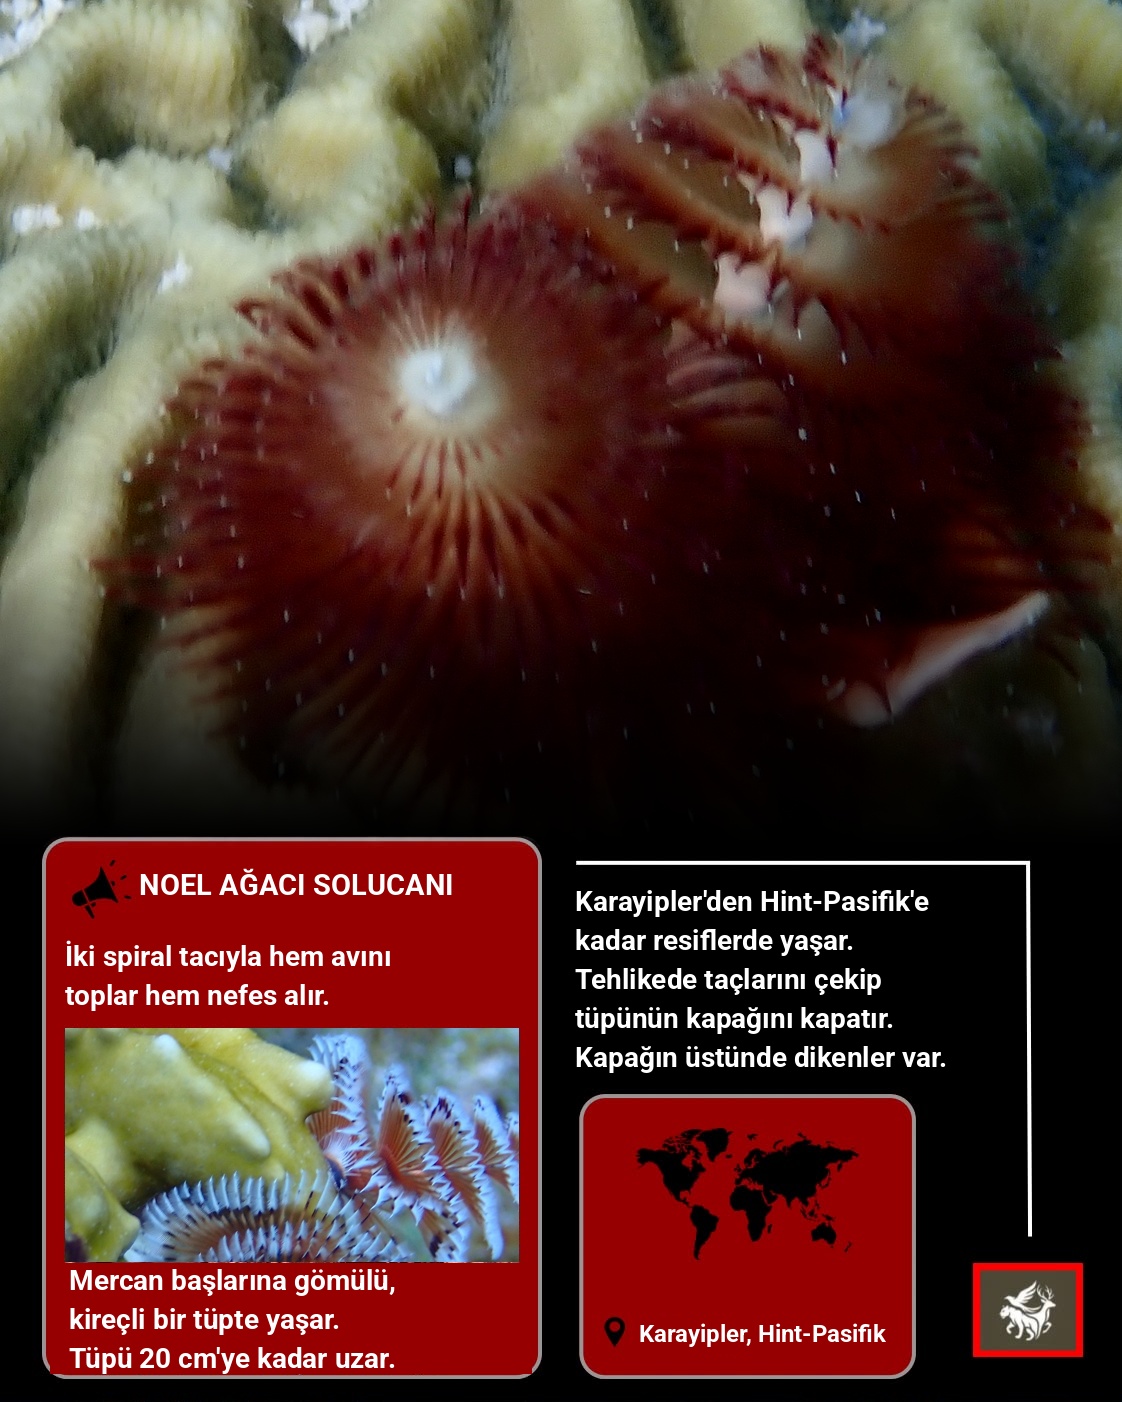 NOEL AĞACI SOLUCANI
İki spiral tacıyla hem avını
toplar hem nefes alır.
Mercan başlarına gömülü,
kireçli bir tüpte yaşar.
Tüpü 20 cm'ye kadar uzar.
Karayipler'den Hint-Pasifik'e
kadar resiflerde yaşar.
Tehlikede taçlarını çekip
tüpünün kapağını kapatır.
Kapağın üstünde dikenler var.
Karayipler, Hint-Pasifik